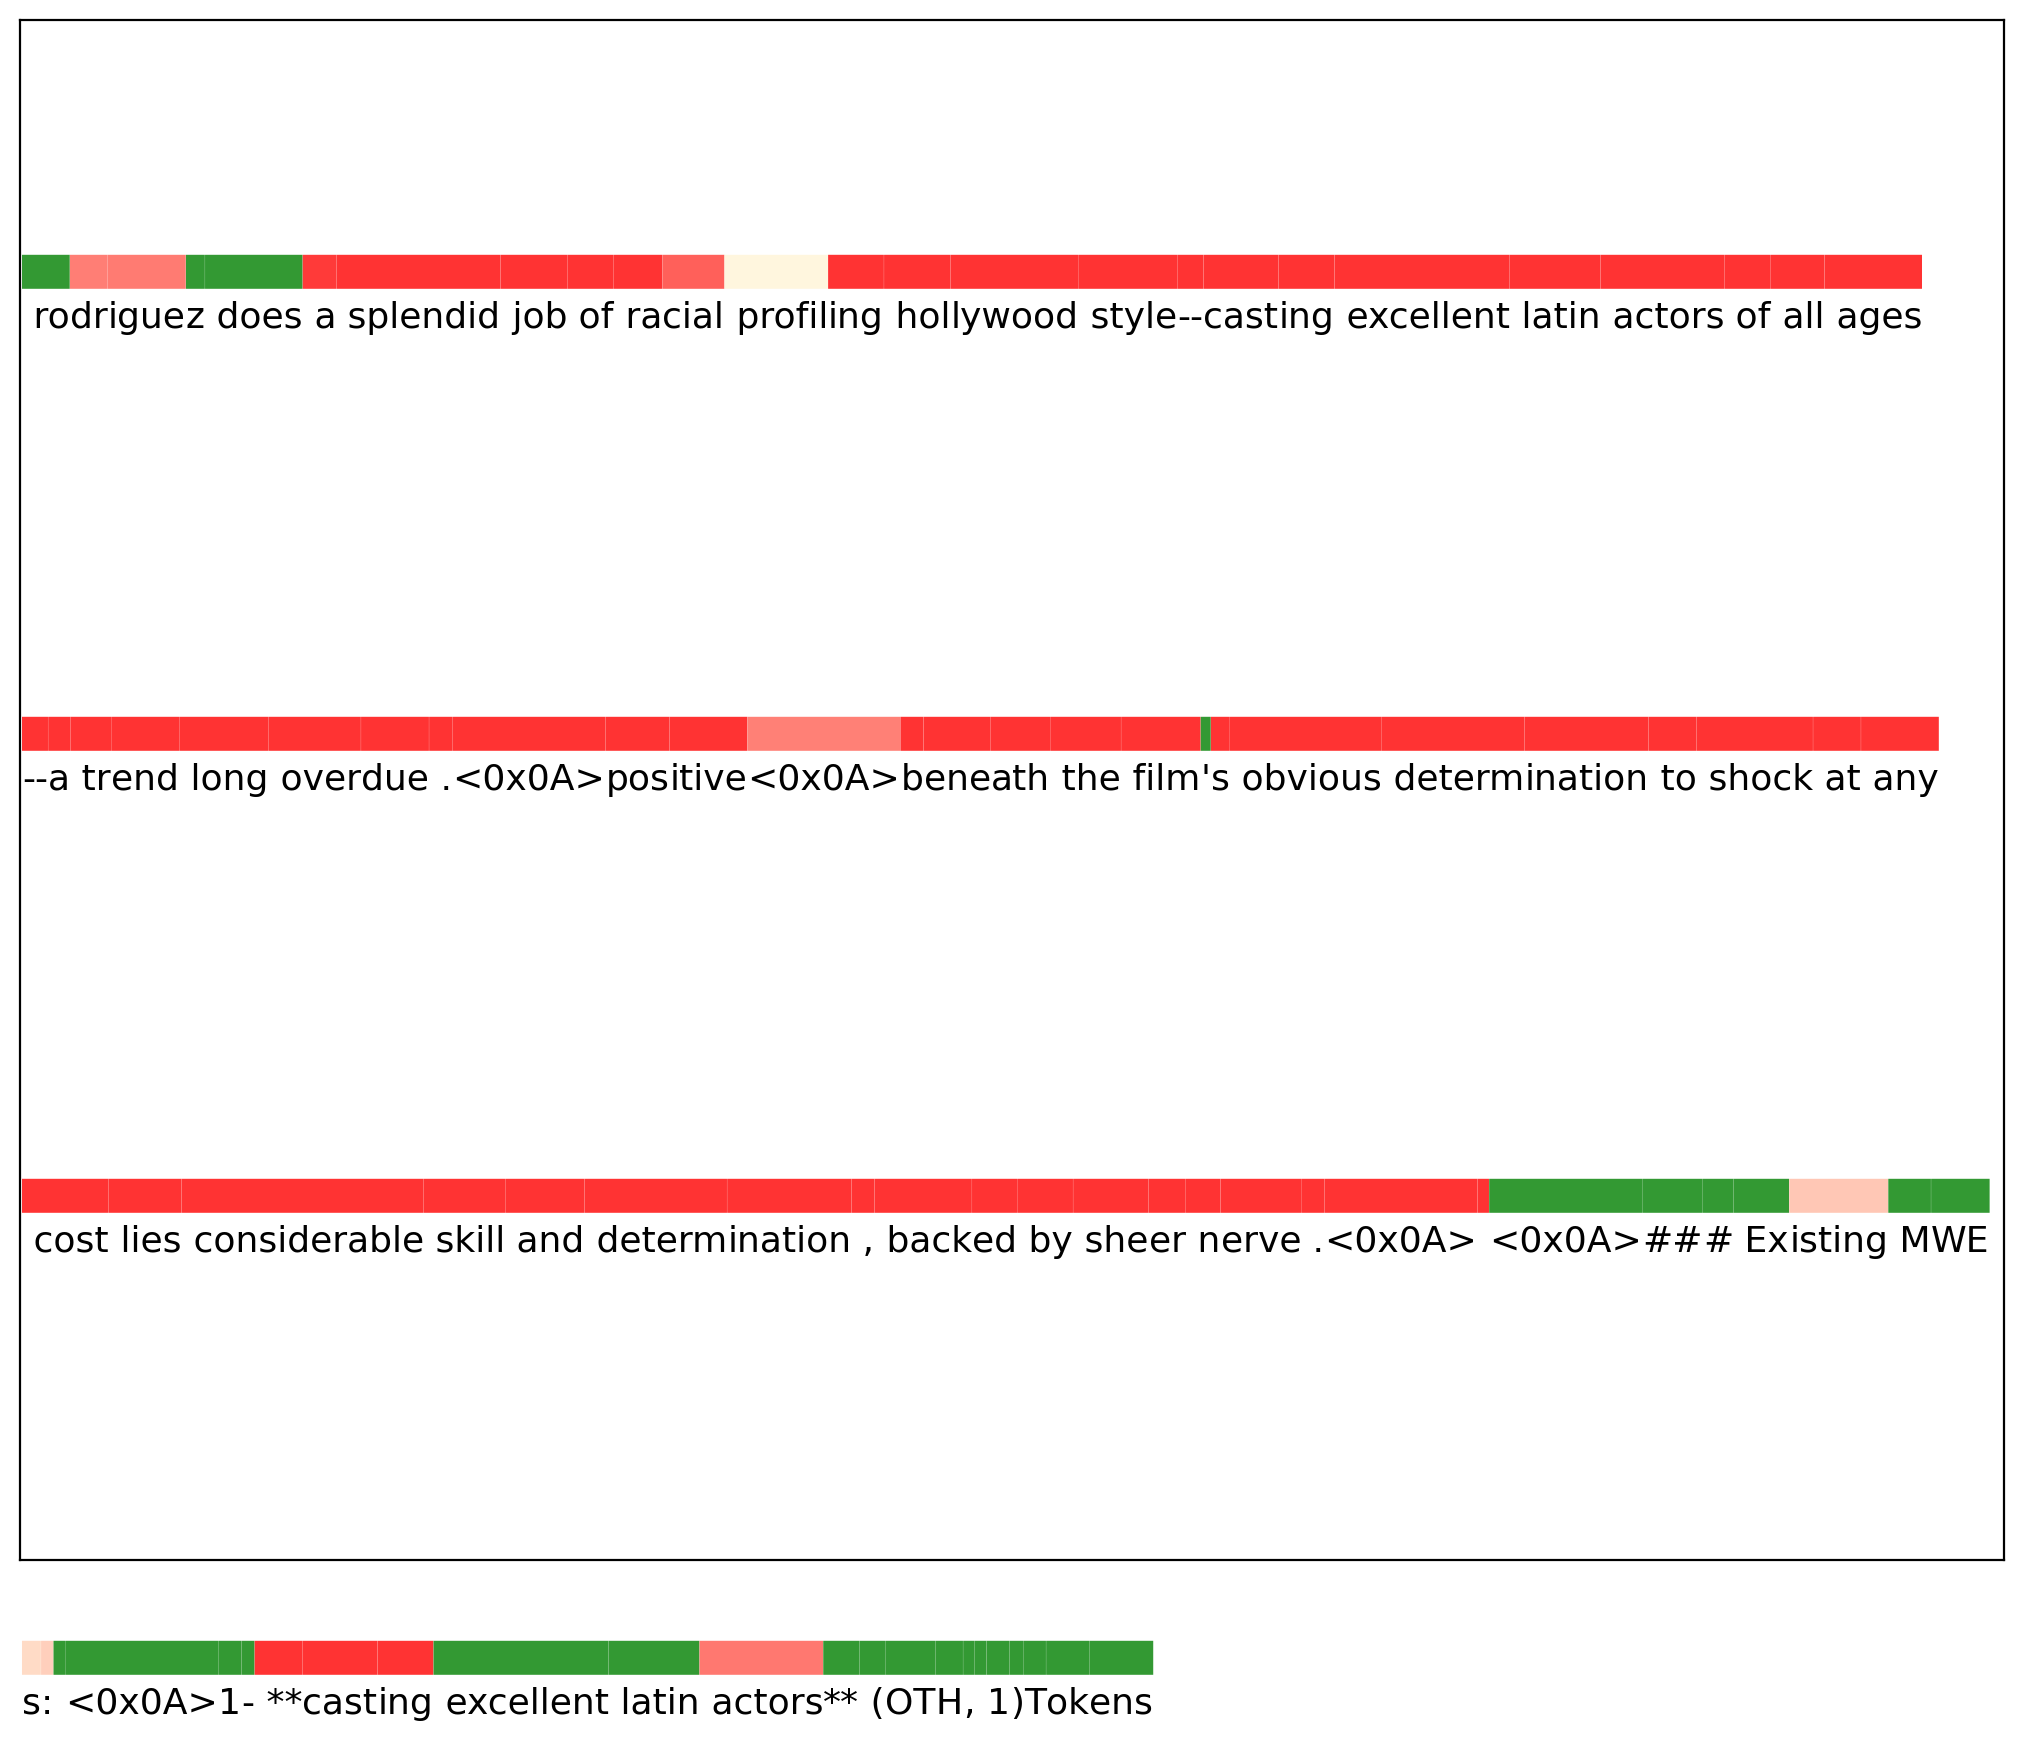 rodriguez does a splendid job of racial profiling hollywood style--casting excellent latin actors of all ages
--a trend long overdue .<0x0A>positive<0x0A>beneath the film's obvious determination to shock at any
cost lies considerable skill and determination , backed by sheer nerve .<0x0A> <0x0A>### Existing MWE
s: <0x0A>1- **casting excellent latin actors** (OTH, 1)Tokens